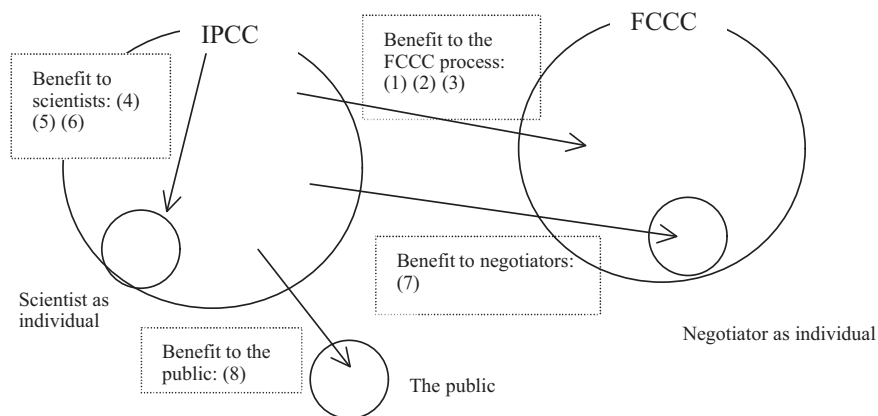 IPCC
FCCC
Benefit to
scientists: (4)
(5) (6)
Benefit to the
FCCC process:
(1) (2) (3)
Benefit to negotiators:
(7)
Scientist as
individual
Benefit to the
public: (8)
The public
Negotiator as individual